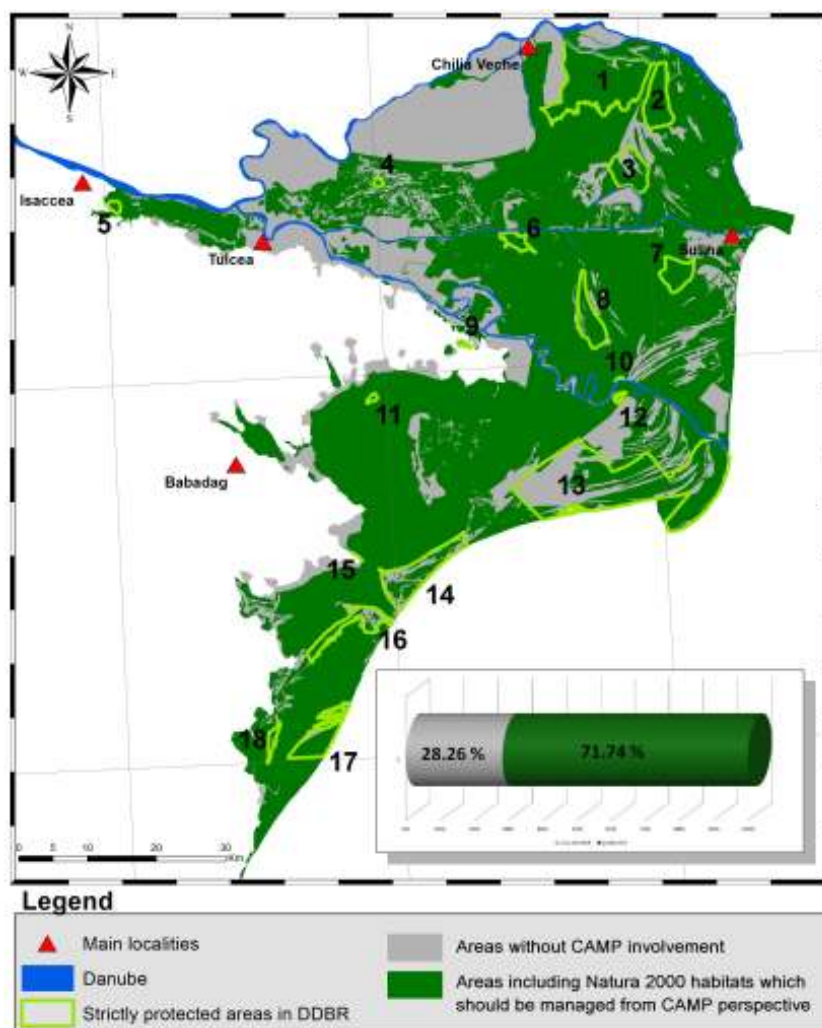 N
W E
S
Chilia Veche
1
2
3
4
Isaccea
5
6
Tulcea
7
Sulina
8
9
10
11
12
Babadag
13
14
15
16
28.26 % 71.74 %
18
17
0 5 10 20 30
Km
Legend
Main localities
Danube
Strictly protected areas in DDBR
Areas without CAMP involvement
Areas including Natura 2000 habitats which
should be managed from CAMP perspective